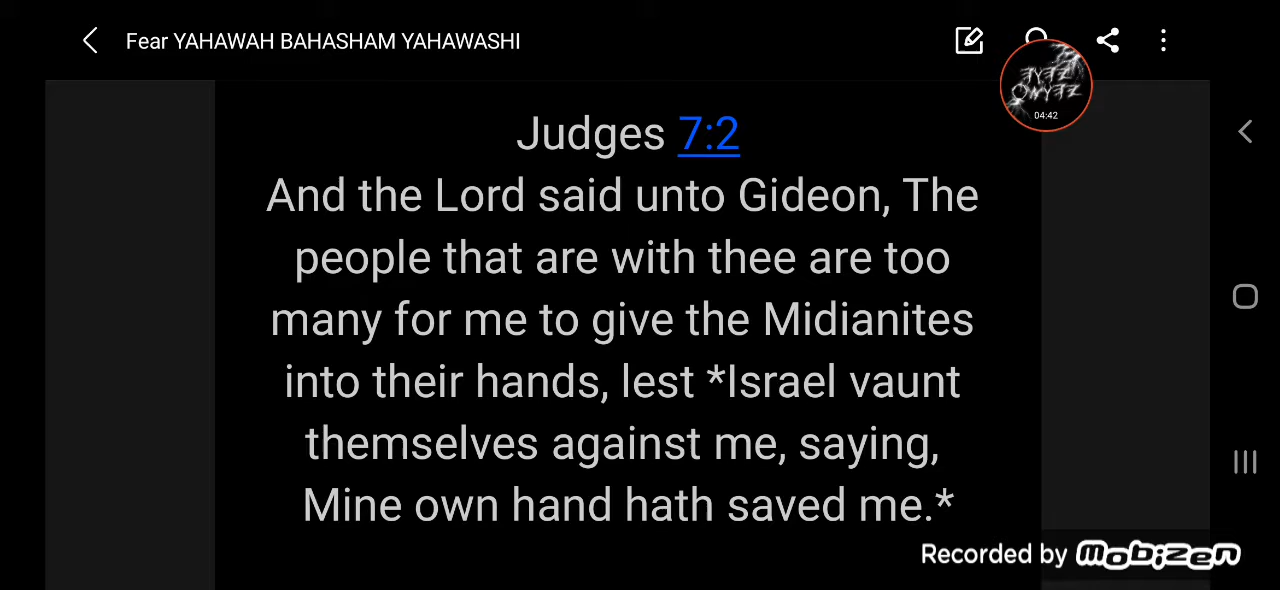 Fear YAHAWAH BAHASHAM YAHAWASHI
04:42
Judges 7:2
And the Lord said unto Gideon, The
people that are with thee are too
many for me to give the Midianites
into their hands, lest *Israel vaunt
themselves against me, saying,
Mine own hand hath saved me.*
Recorded by Mobizen